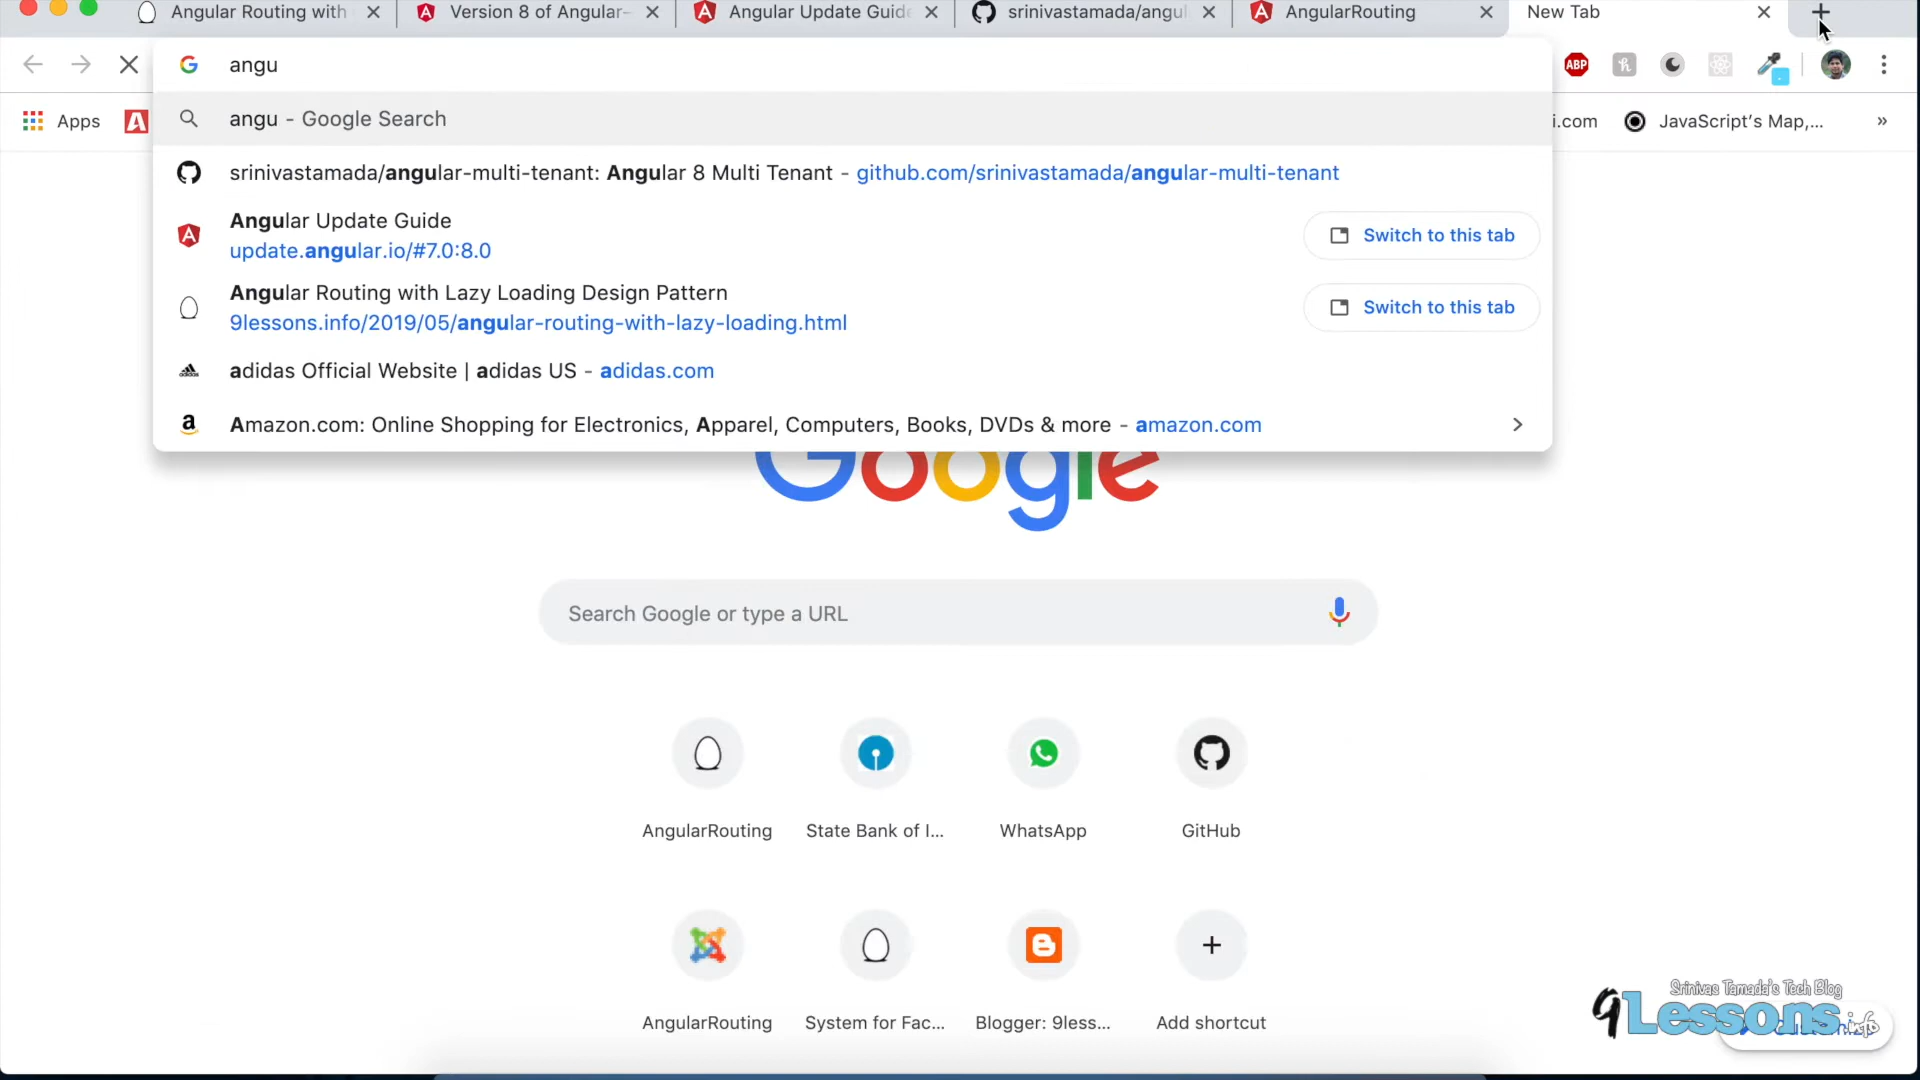 Angular Routing with
Version 8 of Angular-
Angular Update Guide
srinivastamada/angul
AngularRouting
New Tab
angu
ABP
Apps
angu - Google Search
i.com
JavaScript's Map,...
»
srinivastamada/angular-multi-tenant: Angular 8 Multi Tenant - github.com/srinivastamada/angular-multi-tenant
Angular Update Guide
update.angular.io/#7.0:8.0
Switch to this tab
Angular Routing with Lazy Loading Design Pattern
9lessons.info/2019/05/angular-routing-with-lazy-loading.html
Switch to this tab
adidas Official Website | adidas US - adidas.com
Amazon.com: Online Shopping for Electronics, Apparel, Computers, Books, DVDs & more - amazon.com
Google
Search Google or type a URL
AngularRouting
State Bank of I...
WhatsApp
GitHub
AngularRouting
System for Fac...
Blogger: 9less...
Add shortcut
Srinivas Tamada's Tech Blog
9Lessons.info